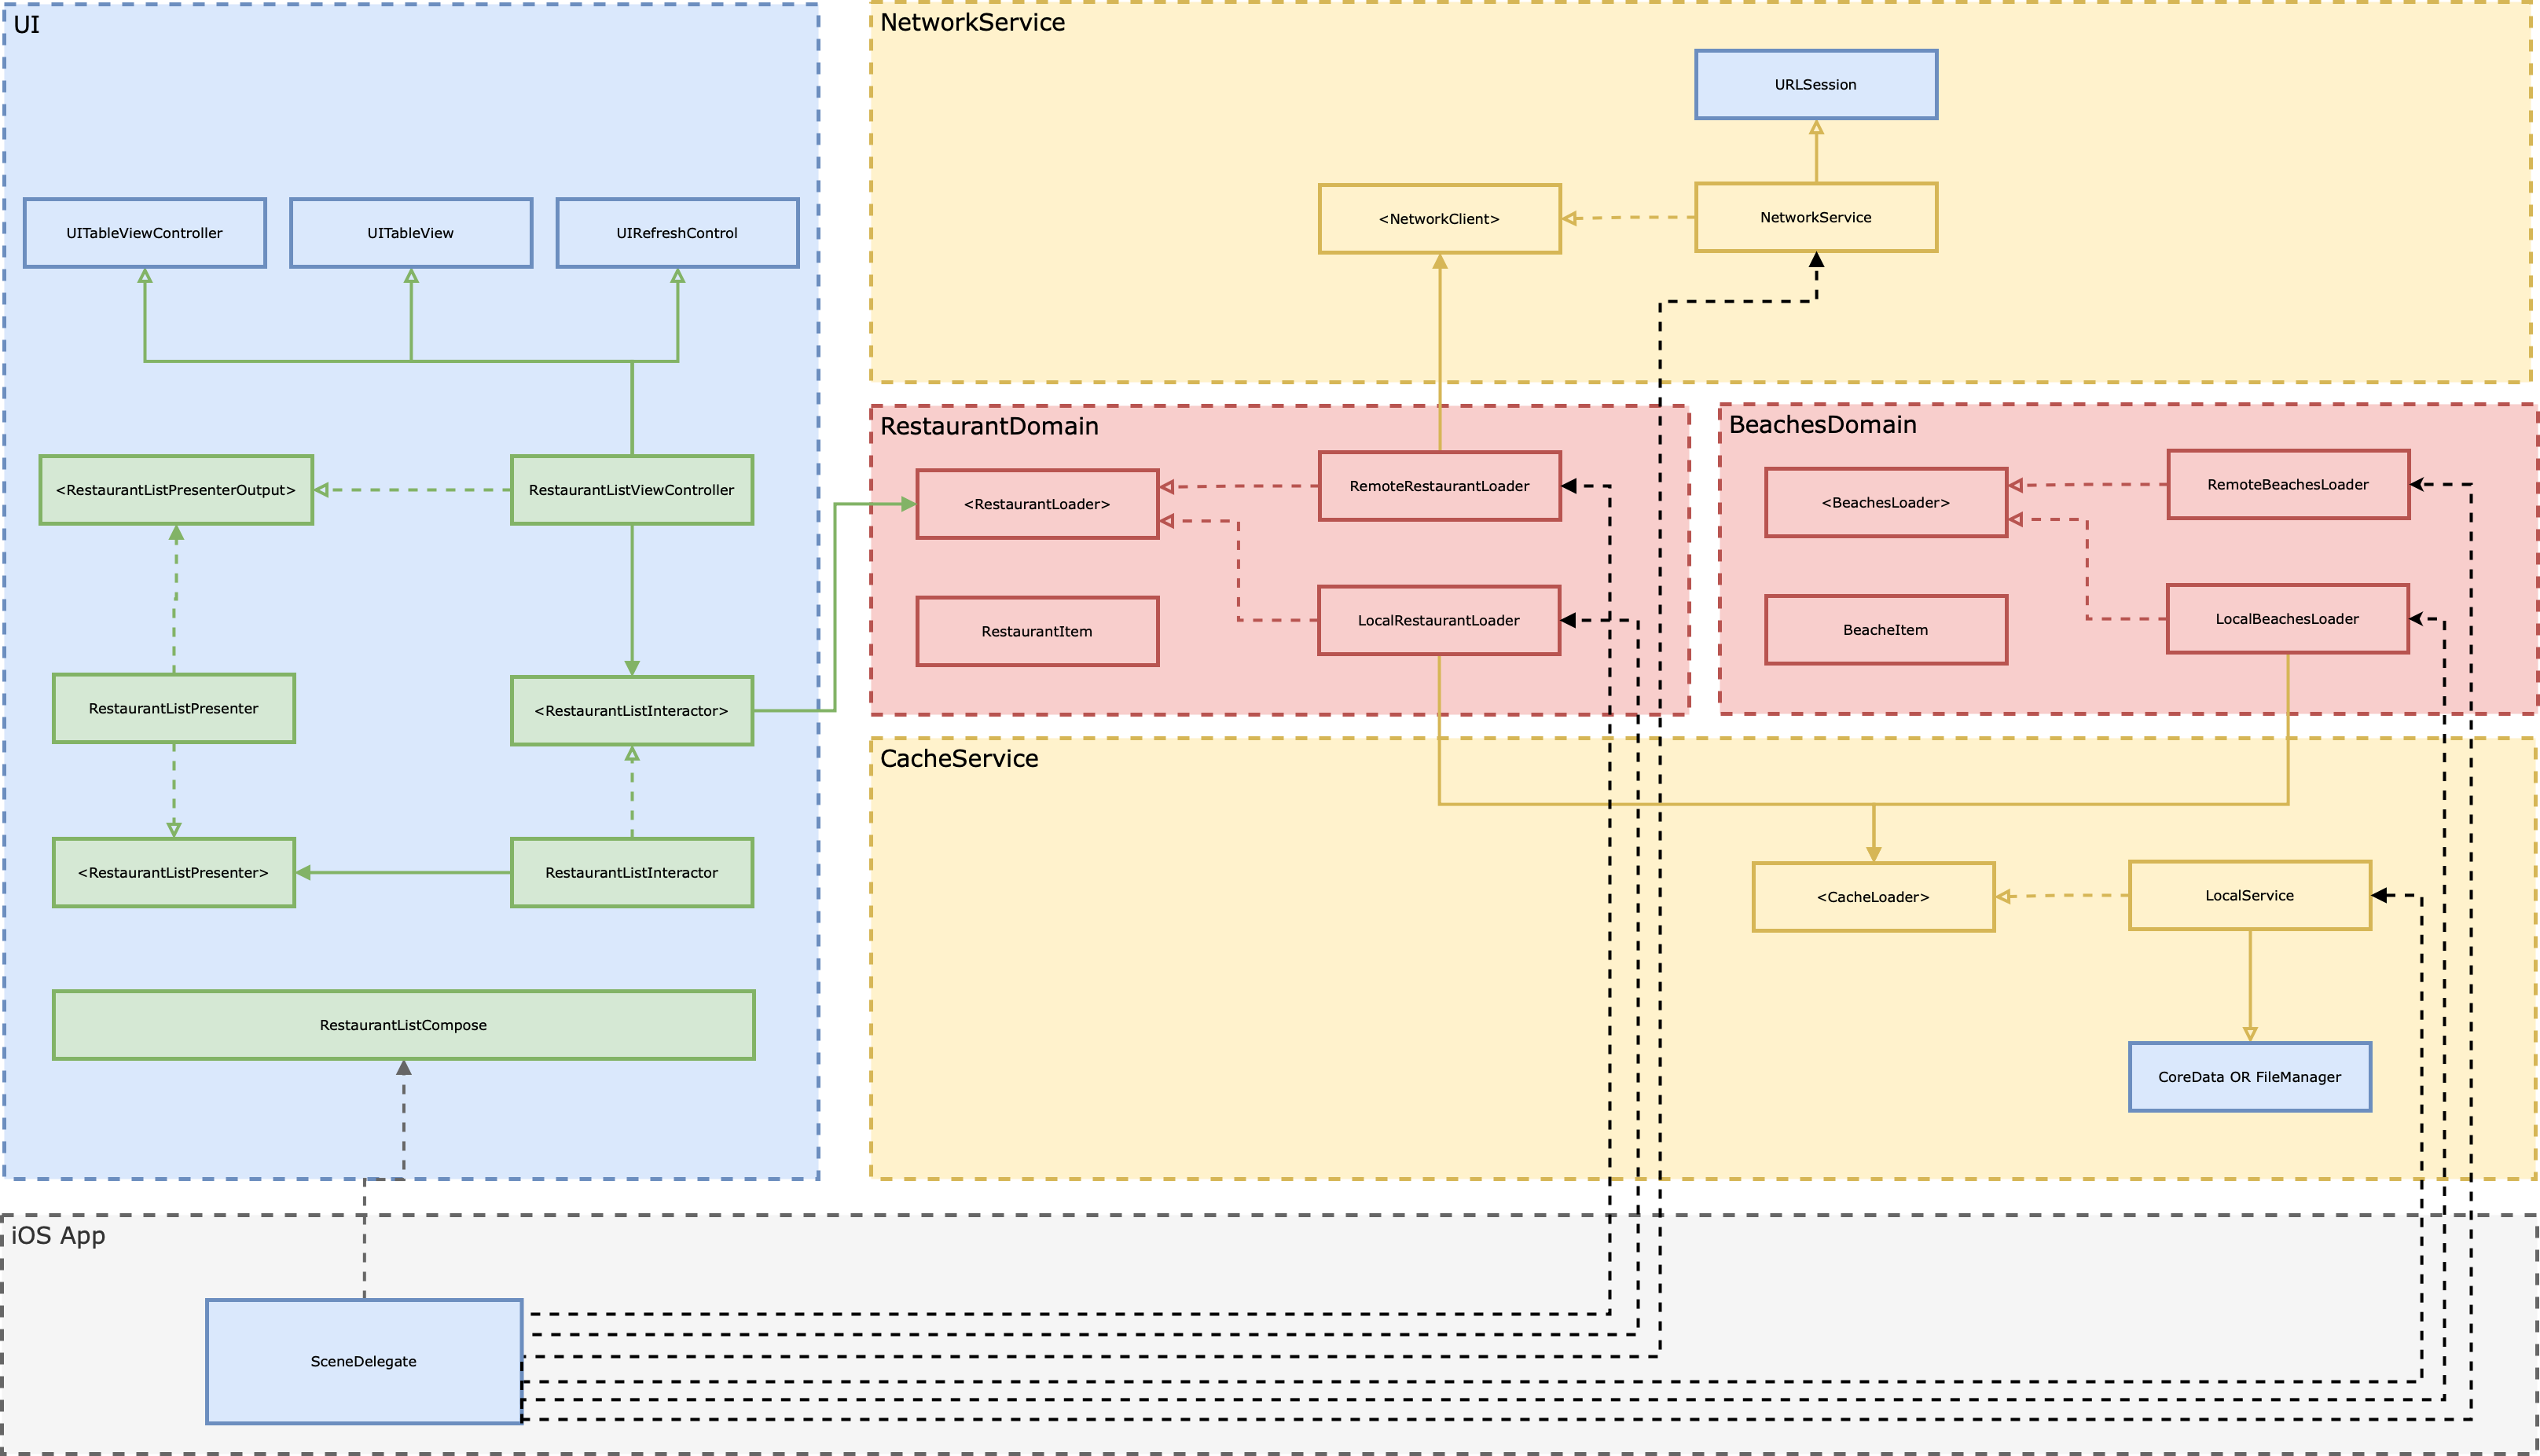 UI
UITableViewController
UITableView
UIRefreshControl
<RestaurantListPresenterOutput>
RestaurantListViewController
RestaurantListPresenter
<RestaurantListInteractor>
<RestaurantListPresenter>
RestaurantListInteractor
RestaurantListCompose
NetworkService
URLSession
<NetworkClient>
NetworkService
RestaurantDomain
<RestaurantLoader>
RemoteRestaurantLoader
RestaurantItem
LocalRestaurantLoader
BeachesDomain
<BeachesLoader>
RemoteBeachesLoader
BeacheItem
LocalBeachesLoader
CacheService
<CacheLoader>
LocalService
CoreData OR FileManager
iOS App
SceneDelegate